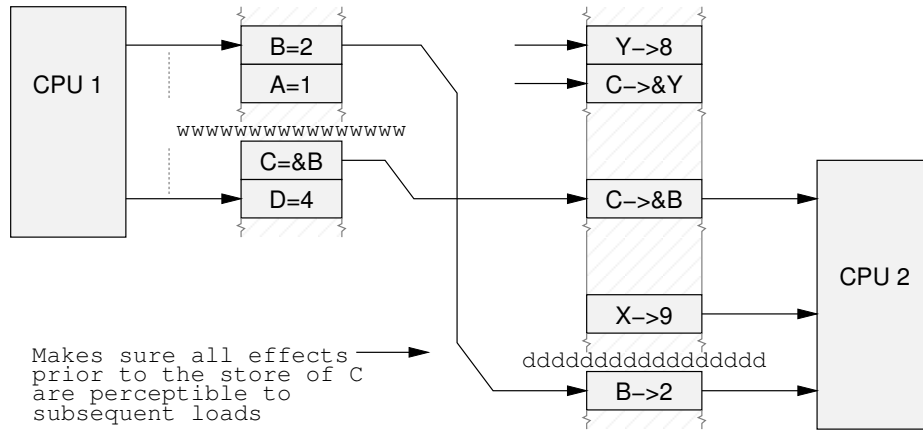 CPU 1
B=2
A=1
wwwwwwwwwwwwwwww
C=&B
D=4
Y−>8
C−>&Y
C−>&B
X−>9
ddddddddddddddddd
B−>2
CPU 2
Makes sure all effects
prior to the store of C
are perceptible to
subsequent loads